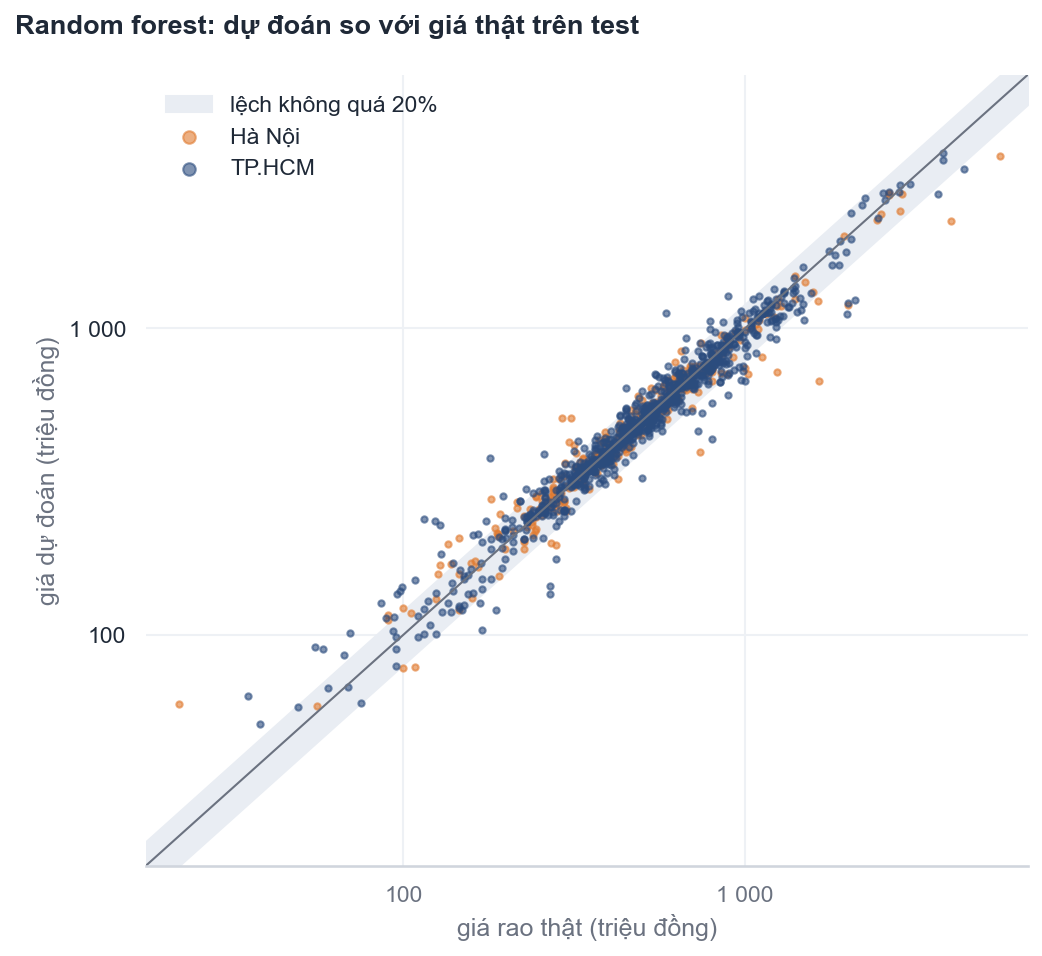 Random forest: dự đoán so với giá thật trên test
lệch không quá 20%
Hà Nội
TP.HCM
1 000
100
giá dự đoán (triệu đồng)
100
1 000
giá rao thật (triệu đồng)